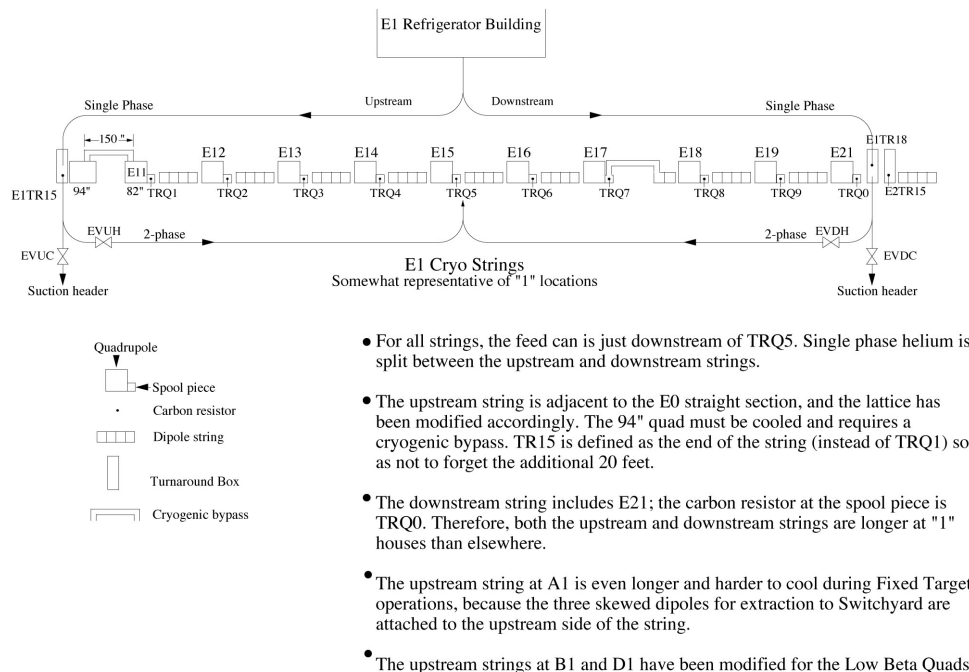 E1 Refrigerator Building
Single Phase
Upstream
Downstream
Single Phase
150 "
E1TR18
E11
E12
E13
E14
E15
E16
E17
E18
E19
E21
E1TR15
94"
82"
TRQ1
TRQ2
TRQ3
TRQ4
TRQ5
TRQ6
TRQ7
TRQ8
TRQ9
TRQ0
E2TR15
EVUH
2-phase
2-phase
EVDH
EVUC
EVDC
E1 Cryo Strings
Somewhat representative of "1" locations
Suction header
Suction header
Quadrupole
Spool piece
Carbon resistor
Dipole string
Turnaround Box
Cryogenic bypass
• For all strings, the feed can is just downstream of TRQ5. Single phase helium is
split between the upstream and downstream strings.
• The upstream string is adjacent to the E0 straight section, and the lattice has
been modified accordingly. The 94" quad must be cooled and requires a
cryogenic bypass. TR15 is defined as the end of the string (instead of TRQ1) so
as not to forget the additional 20 feet.
• The downstream string includes E21; the carbon resistor at the spool piece is
TRQ0. Therefore, both the upstream and downstream strings are longer at "1"
houses than elsewhere.
• The upstream string at A1 is even longer and harder to cool during Fixed Target
operations, because the three skewed dipoles for extraction to Switchyard are
attached to the upstream side of the string.
• The upstream strings at B1 and D1 have been modified for the Low Beta Quads